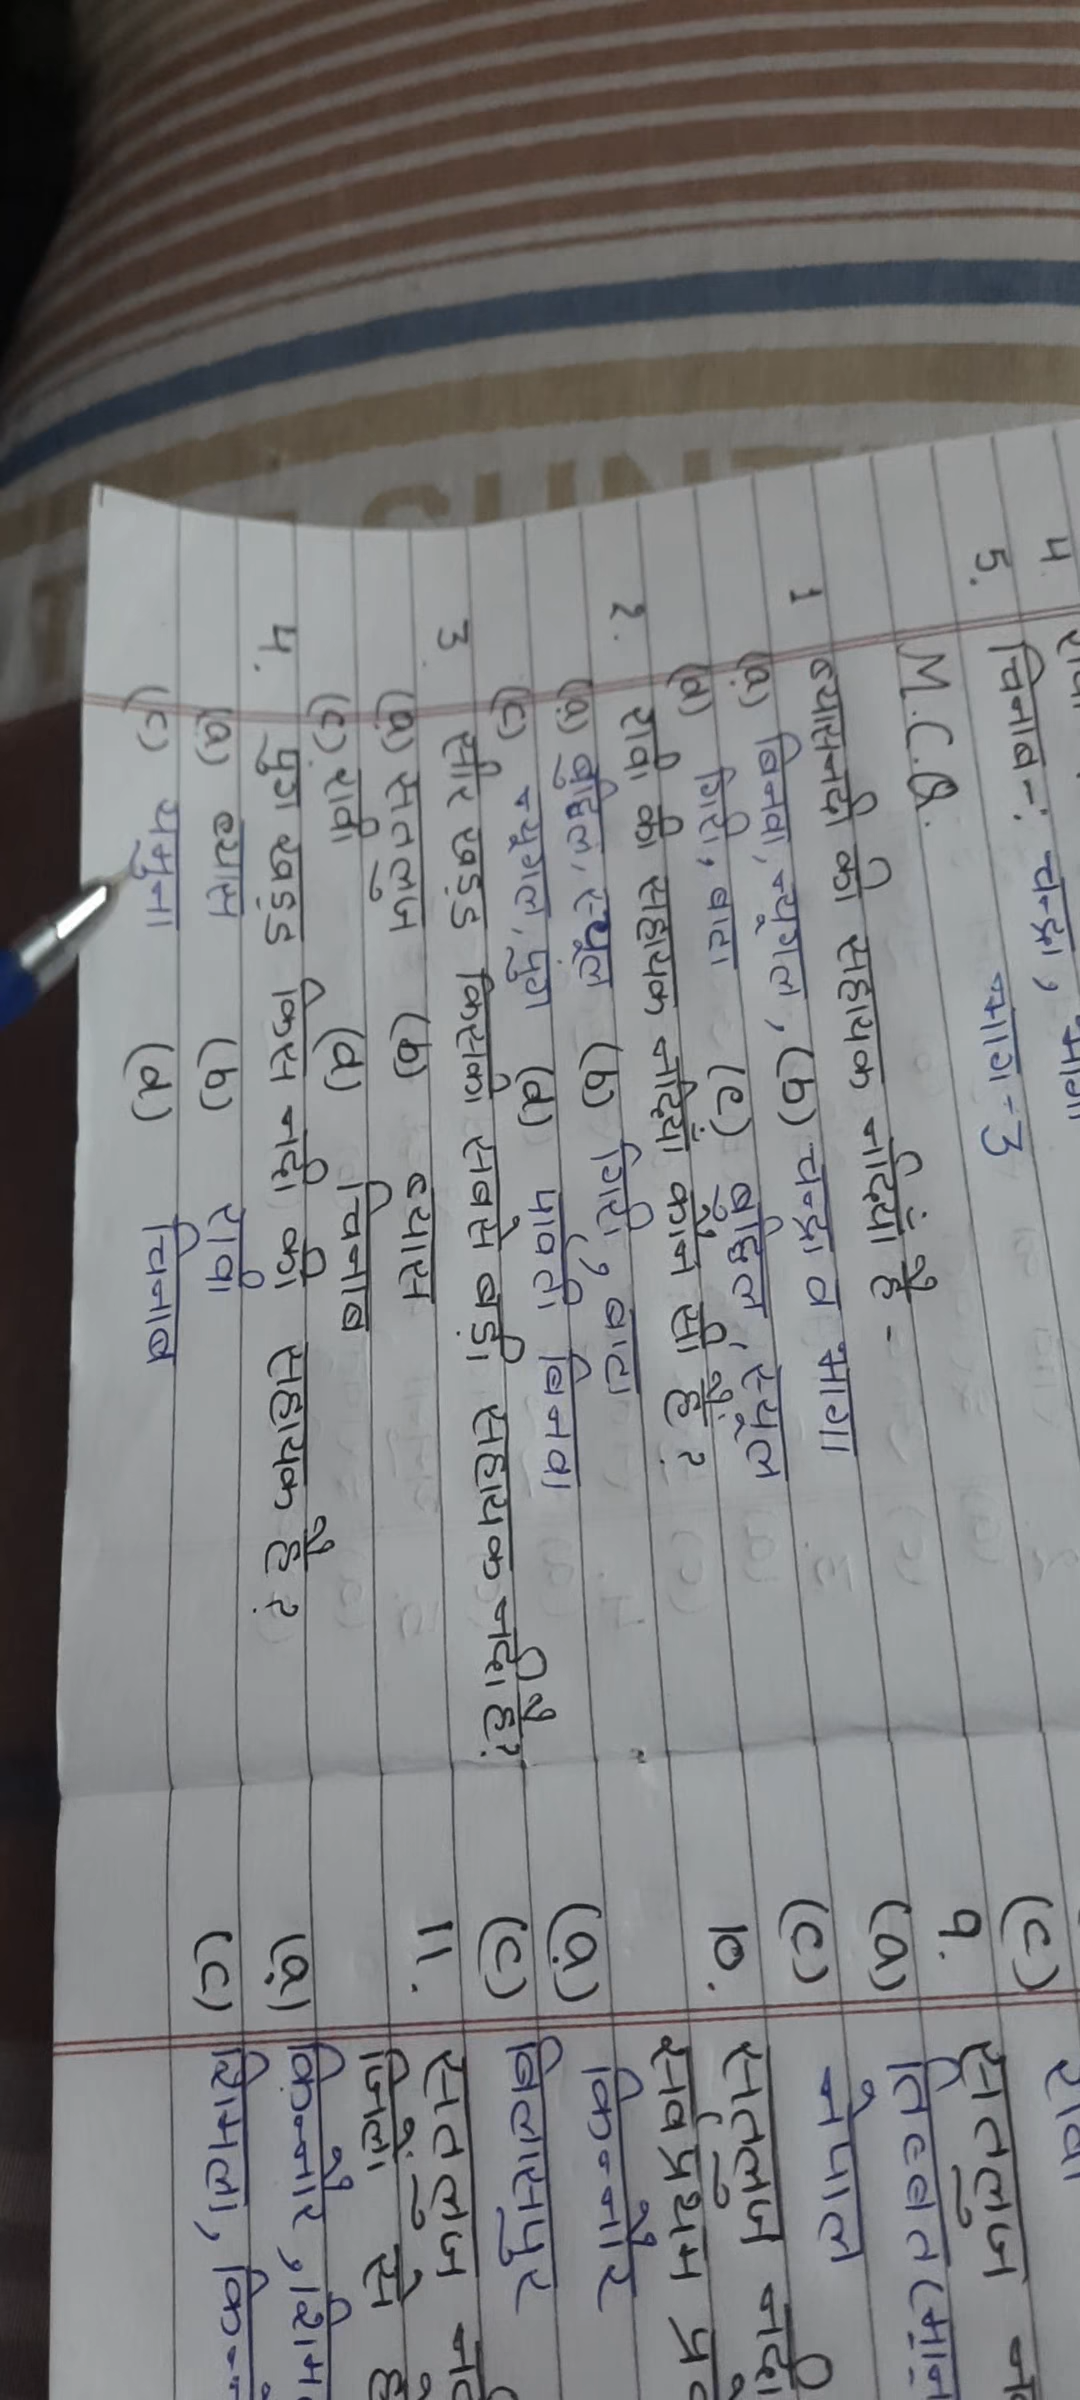 4.
5. चिनाब -: चन्द्रा, भागा
भाग-3
M.C.Q.
1 व्यासनदी की सहायक नदियां है -
(a) बिनवा, न्यूगल, (b) चन्द्रा व भागा
(d) गिरी, बाटा (c) बुद्धिल, स्यूल
2. रावी की सहायक नदियां कौन सी है?
(a) बुद्धिल, स्यूल (b) गिरी, बाटा
(c) न्यूगल, पुंग (d) पार्वती बिनवा
3. सीर खड्ड किसकी सबसे बड़ी सहायक नदी है?
(a) सतलुज (b) व्यास
(c) रावी (d) चिनाब
4. पुंग खड्ड किस नदी की सहायक है?
(a) ब्यास (b) रावी
(c) यमुना (d) चिनाब
(c) रावी
9. सतलुज
(a) तिब्बत (मान
(c) नेपाल
10. सतलुज नदी
सर्वप्रथम
(a) किन्नौर
(c) बिलासपुर
11. सतलुज
जिलों से
(a) किन्नौर, शिम
(c) शिमला, किन्न